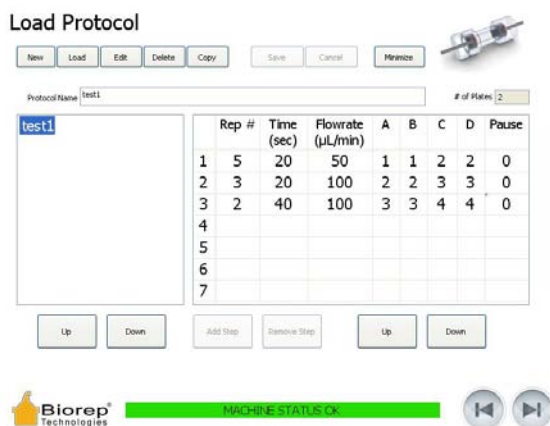 Load Protocol
New Load Edit Delete Copy Save Cancel Minimize
Protocol Name test1 # of Plates 2
test1
Rep # Time (sec) Flowrate (µL/min) A B C D Pause
1 5 20 50 1 1 2 2 0
2 3 20 100 2 2 3 3 0
3 2 40 100 3 3 4 4 0
4
5
6
7
Up Down Add Step Remove Step Up Down
Biorep Technologies MACHINE STATUS OK